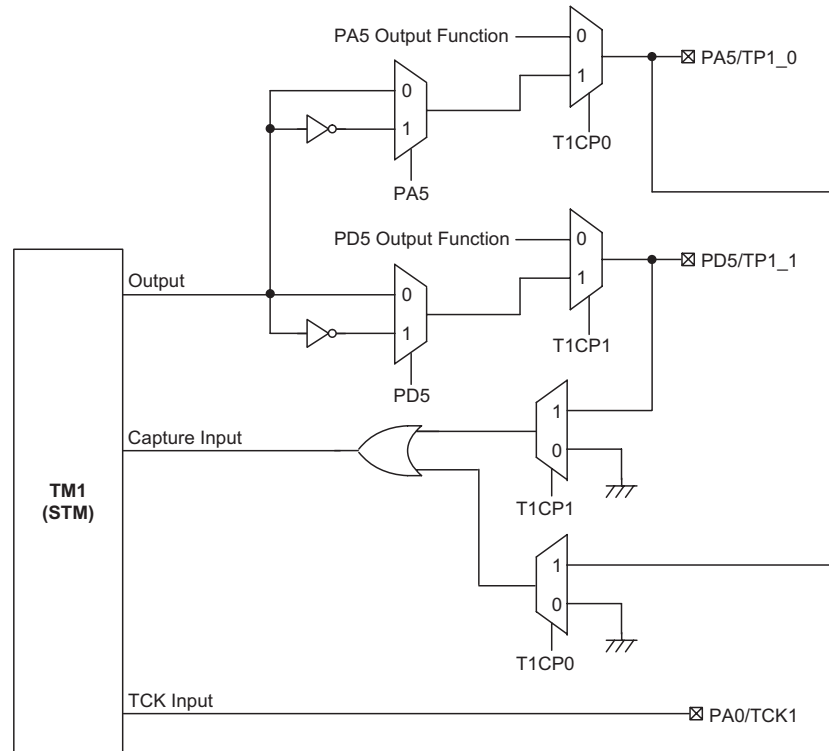 PA5 Output Function
0
1
T1CP0
PA5/TP1_0
0
1
PA5
PD5 Output Function
0
1
T1CP1
PD5/TP1_1
Output
0
1
PD5
Capture Input
1
0
T1CP1
TM1
(STM)
1
0
T1CP0
TCK Input
PA0/TCK1